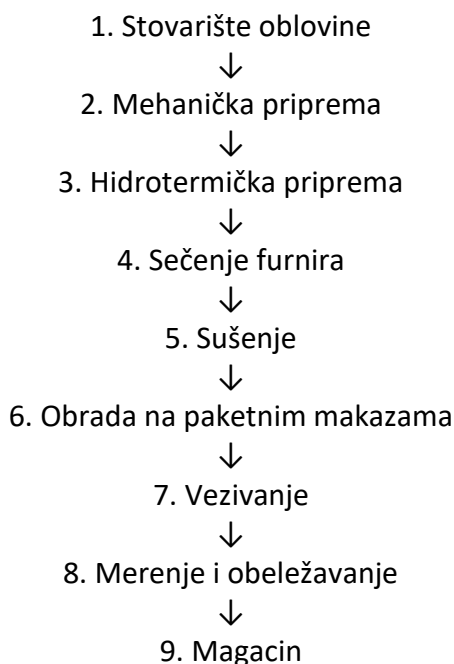 1. Stovarište oblovine
↓
2. Mehanička priprema
↓
3. Hidrotermička priprema
↓
4. Sečenje furnira
↓
5. Sušenje
↓
6. Obrada na paketnim makazama
↓
7. Vezivanje
↓
8. Merenje i obeležavanje
↓
9. Magacin